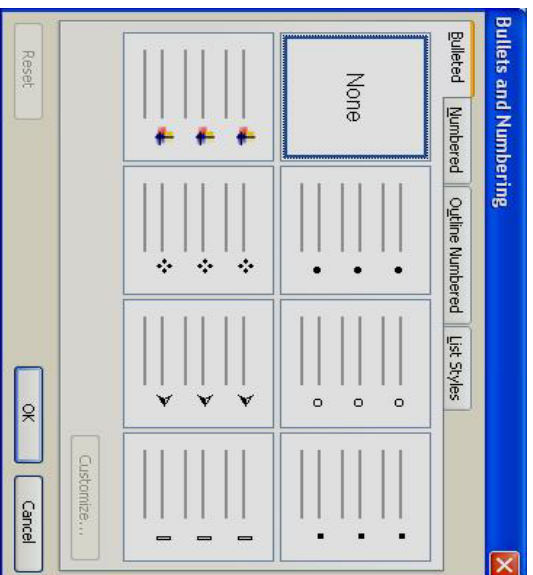 Bullets and Numbering
Bulleted
Numbered
Outline Numbered
List Styles
None
Customize...
Reset
OK
Cancel